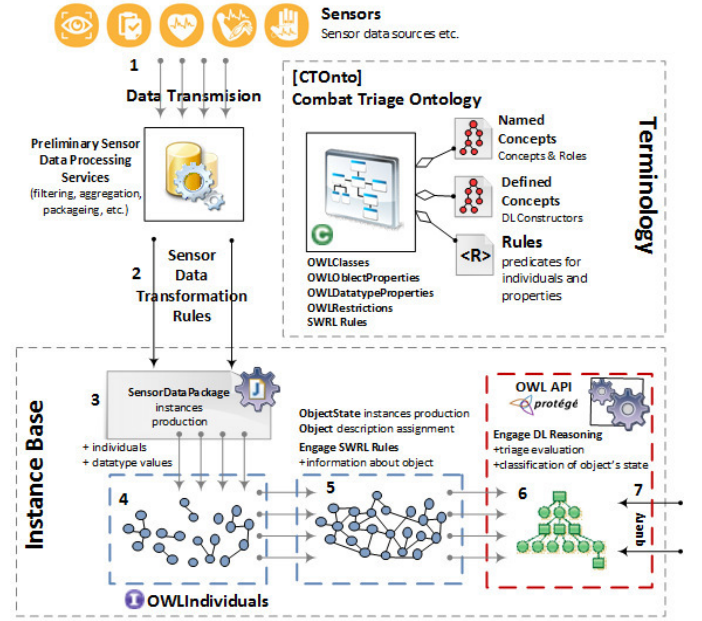 Sensors
Sensor data sources etc.
1
Data Transmision
Preliminary Sensor
Data Processing
Services
(filtering, aggregation,
packageing, etc.)
[CTOnto]
Combat Triage Ontology
Terminology
Named
Concepts
Concepts & Roles
Defined
Concepts
DL Constructors
<R>
Rules
predicates for
individuals and
properties
C
OWLClasses
OWLOblectProperties
OWLDatatypeProperties
OWLRestrictions
SWRL Rules
2
Sensor
Data
Transformation
Rules
Instance Base
3
SensorDataPackage
instances
production
J
+ individuals
+ datatype values
ObjectState instances production
Object description assignment
Engage SWRL Rules
+information about object
OWL API
protégé
Engage DL Reasoning
+triage evaluation
+classification of object's state
4
5
6
7
query
I OWLIndividuals